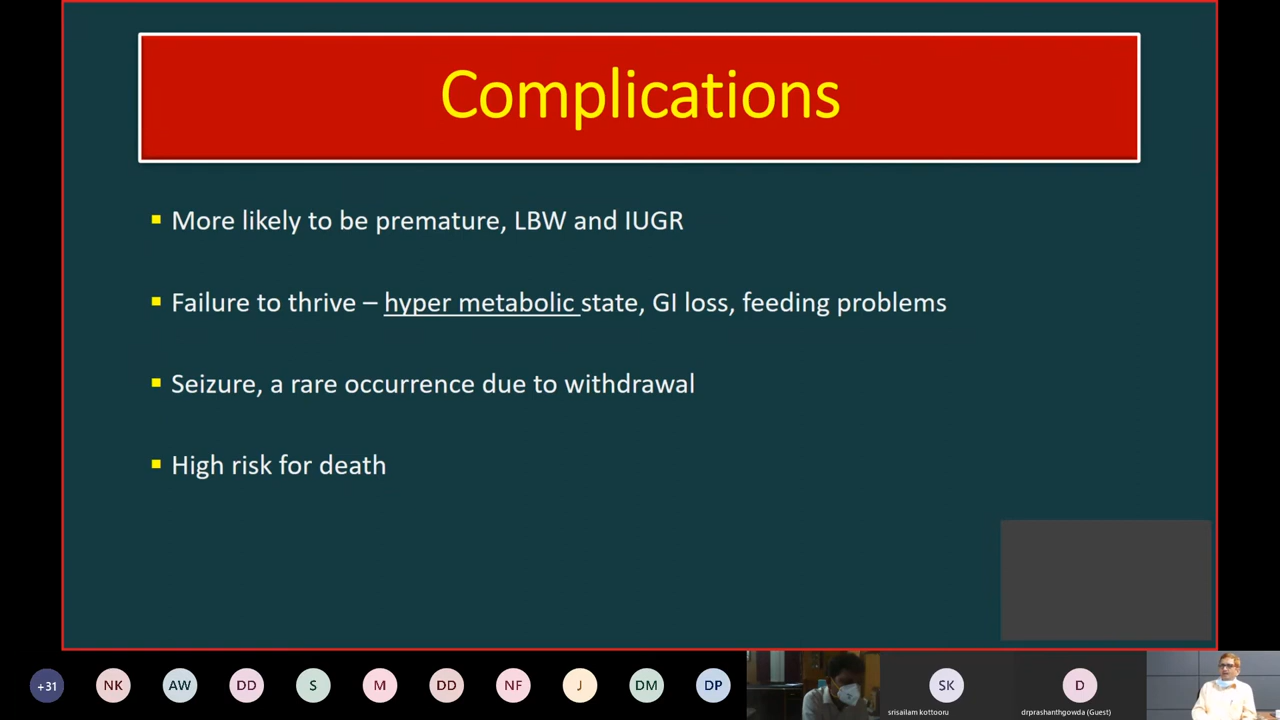 Complications
More likely to be premature, LBW and IUGR
Failure to thrive – hyper metabolic state, GI loss, feeding problems
Seizure, a rare occurrence due to withdrawal
High risk for death
+31 NK AW DD S M DD NF J DM DP SK D
srisailam kottooru drprashanthgowda (Guest)